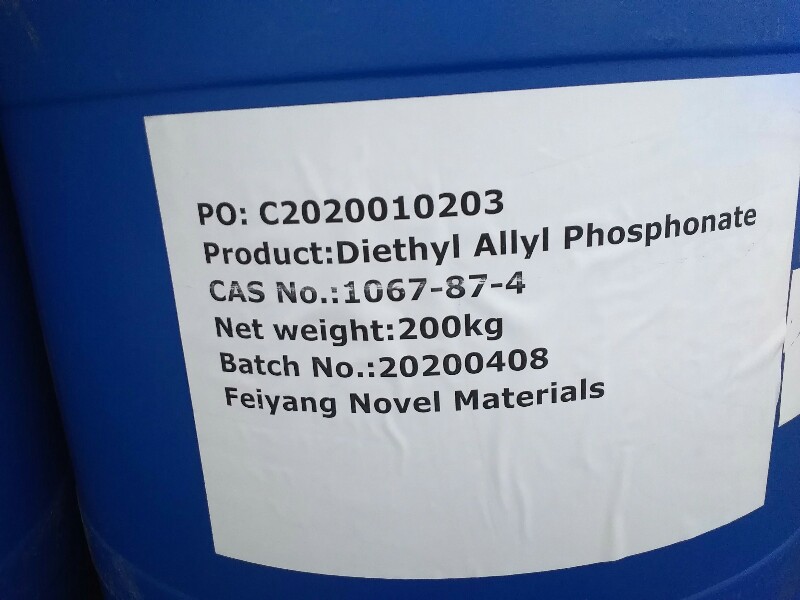 PO: C2020010203
Product:Diethyl Allyl Phosphonate
CAS No.:1067-87-4
Net weight:200kg
Batch No.:20200408
Feiyang Novel Materials